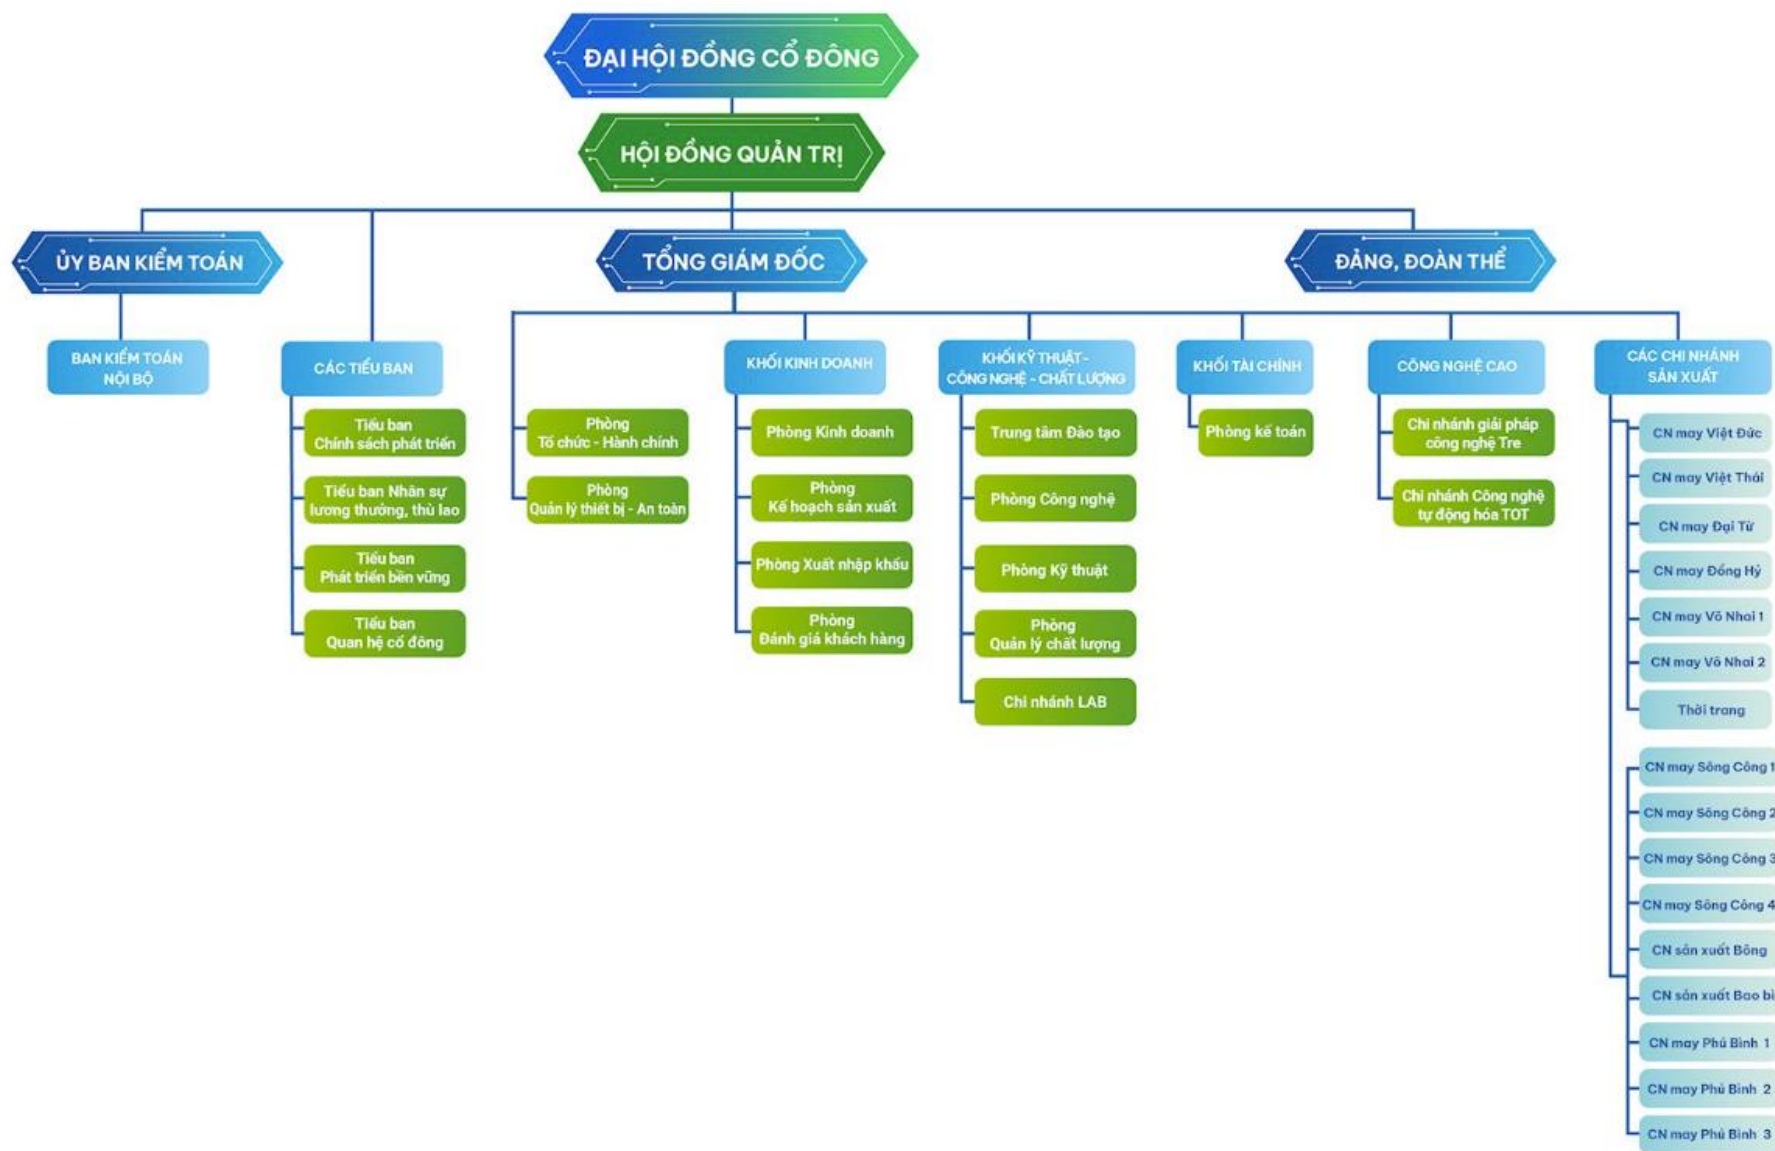 ĐẠI HỘI ĐỒNG CỔ ĐÔNG
HỘI ĐỒNG QUẢN TRỊ
ỦY BAN KIỂM TOÁN
TỔNG GIÁM ĐỐC
ĐẢNG, ĐOÀN THỂ
BAN KIỂM TOÁN
NỘI BỘ
CÁC TIỂU BAN
Tiểu ban
Chính sách phát triển
Tiểu ban Nhân sự
lương thưởng, thù lao
Tiểu ban
Phát triển bền vững
Tiểu ban
Quan hệ cổ đông
Phòng
Tổ chức - Hành chính
Phòng
Quản lý thiết bị - An toàn
KHỐI KINH DOANH
Phòng Kinh doanh
Phòng
Kế hoạch sản xuất
Phòng Xuất nhập khẩu
Phòng
Đánh giá khách hàng
KHỐI KỸ THUẬT-
CÔNG NGHỆ - CHẤT LƯỢNG
Trung tâm Đào tạo
Phòng Công nghệ
Phòng Kỹ thuật
Phòng
Quản lý chất lượng
Chi nhánh LAB
KHỐI TÀI CHÍNH
Phòng kế toán
CÔNG NGHỆ CAO
Chi nhánh giải pháp
công nghệ Tre
Chi nhánh Công nghệ
tự động hóa TOT
CÁC CHI NHÁNH
SẢN XUẤT
CN may Việt Đức
CN may Việt Thái
CN may Đại Từ
CN may Đồng Hỷ
CN may Võ Nhai 1
CN may Võ Nhai 2
Thời trang
CN may Sông Công 1
CN may Sông Công 2
CN may Sông Công 3
CN may Sông Công 4
CN sản xuất Bông
CN sản xuất Bao bì
CN may Phú Bình 1
CN may Phú Bình 2
CN may Phú Bình 3